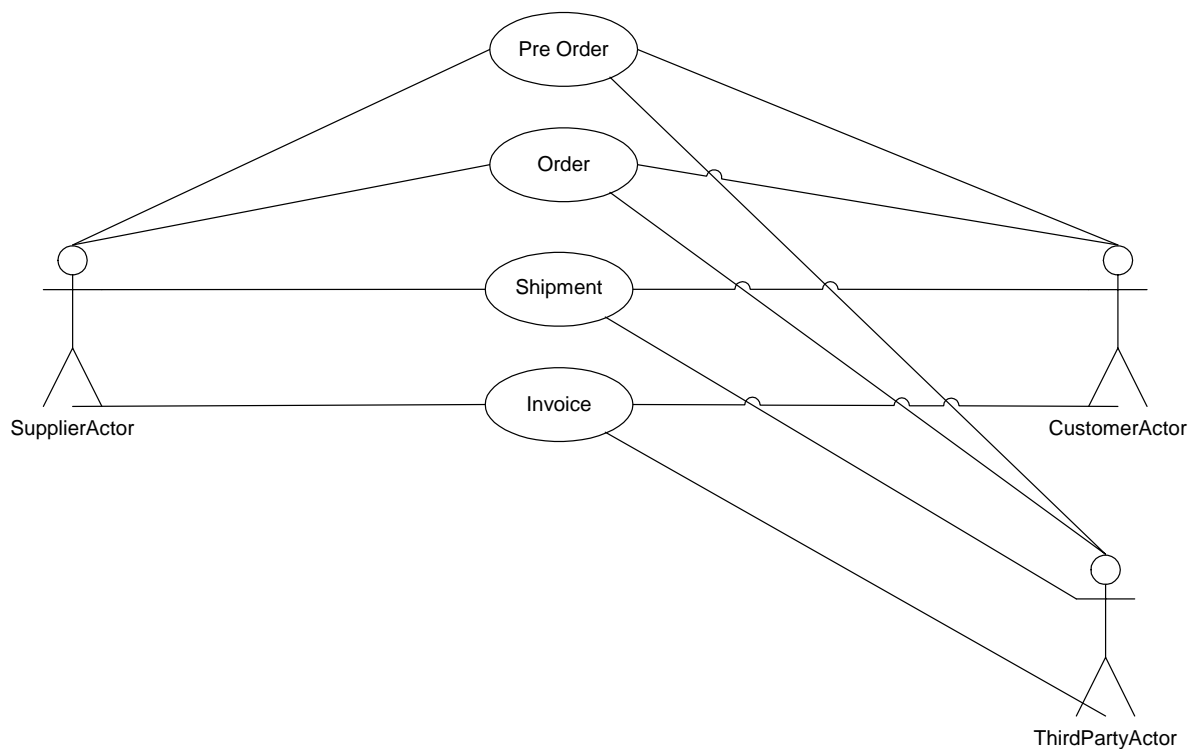 Pre Order
Order
Shipment
Invoice
SupplierActor
CustomerActor
ThirdPartyActor